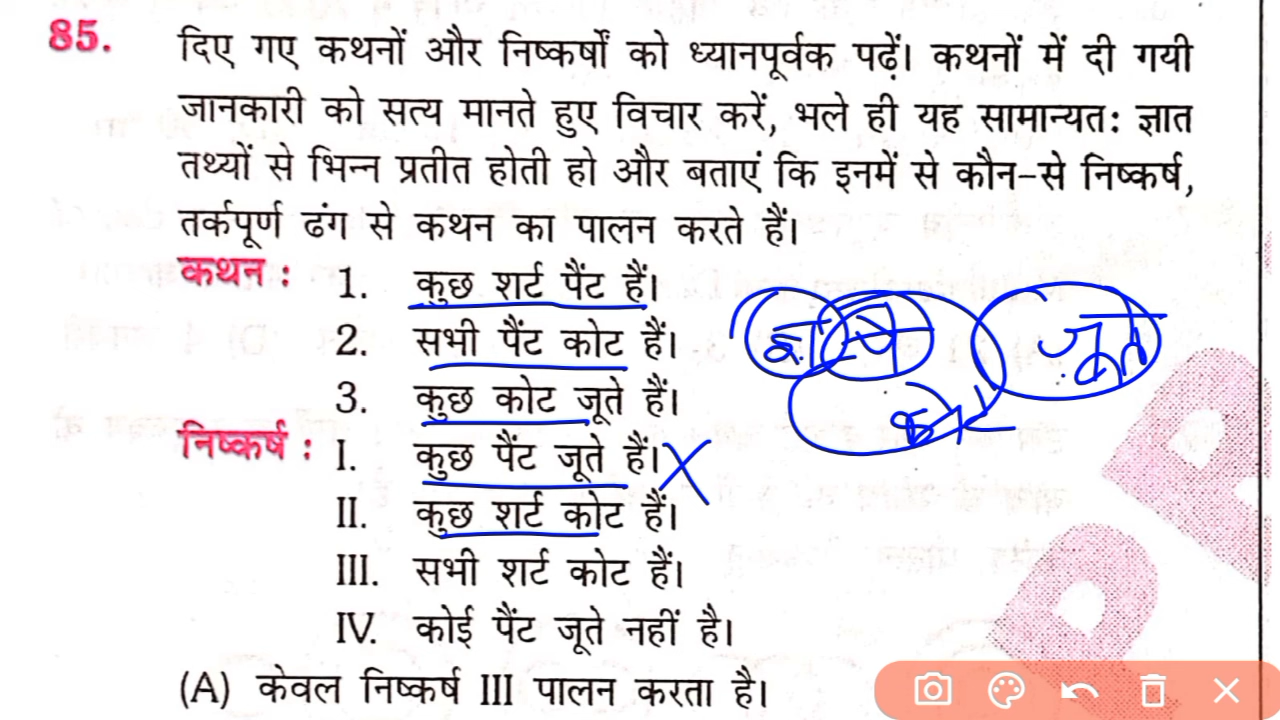 85. दिए गए कथनों और निष्कर्षों को ध्यानपूर्वक पढ़ें। कथनों में दी गयी
जानकारी को सत्य मानते हुए विचार करें, भले ही यह सामान्यत: ज्ञात
तथ्यों से भिन्न प्रतीत होती हो और बताएं कि इनमें से कौन-से निष्कर्ष,
तर्कपूर्ण ढंग से कथन का पालन करते हैं।
कथन : 1. कुछ शर्ट पैंट हैं।
2. सभी पैंट कोट हैं।
3. कुछ कोट जूते हैं।
निष्कर्ष : I. कुछ पैंट जूते हैं।
II. कुछ शर्ट कोट हैं।
III. सभी शर्ट कोट हैं।
IV. कोई पैंट जूते नहीं है।
(A) केवल निष्कर्ष III पालन करता है।
जूते
कोट